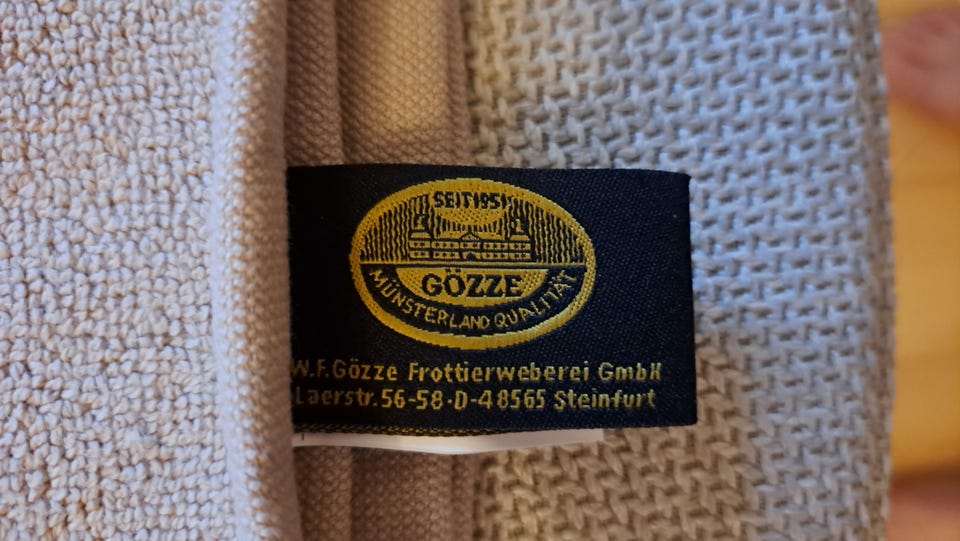 SEIT 1951
GÖZZE
MÜNSTERLAND QUALITÄT
W.F.Gözze Frottierweberei GmbH
Laerstr.56-58·D-48565 Steinfurt